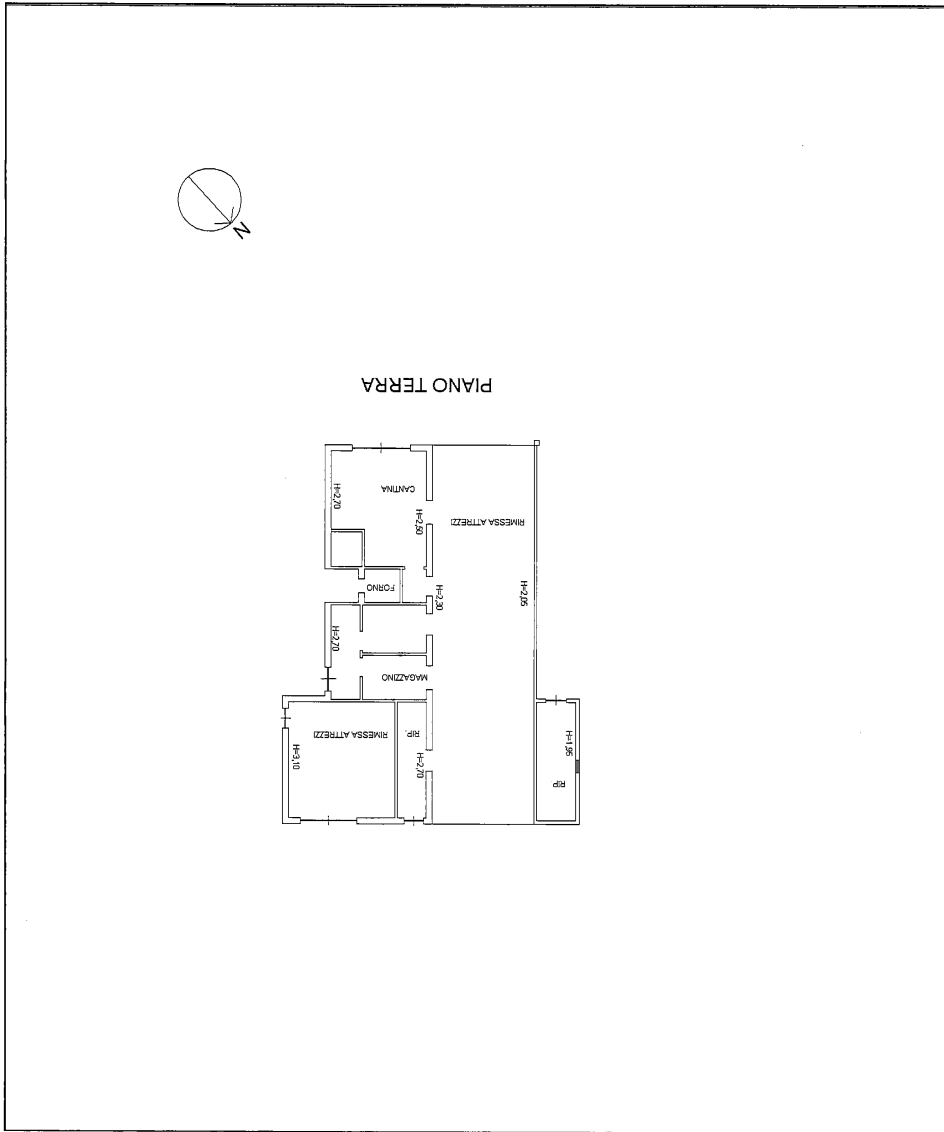 N
PIANO TERRA
CANTINA
H=2,70
H=2,50
RIMESSA ATTREZZI
FORNO
H=2,30
H=2,05
H=2,70
MAGAZZINO
RIMESSA ATTREZZI
RIP.
H=3,10
H=2,70
H=1,95
RIP